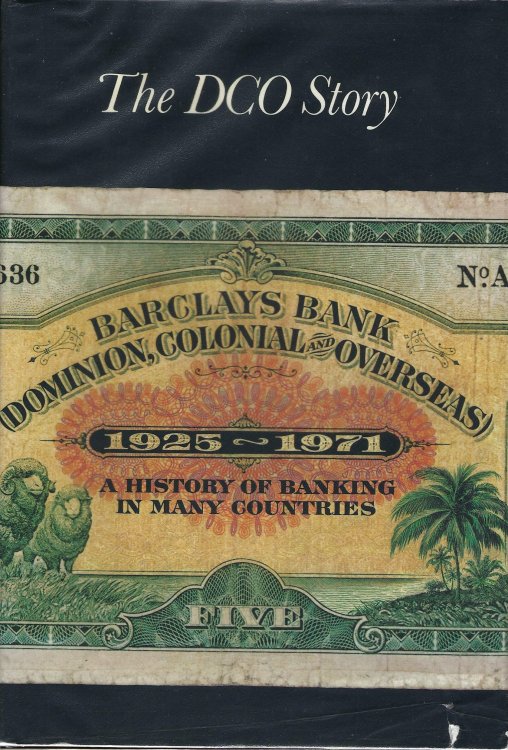 The DCO Story
636
No. A
BARCLAYS BANK
(DOMINION, COLONIAL AND OVERSEAS)
1925~1971
A HISTORY OF BANKING
IN MANY COUNTRIES
FIVE